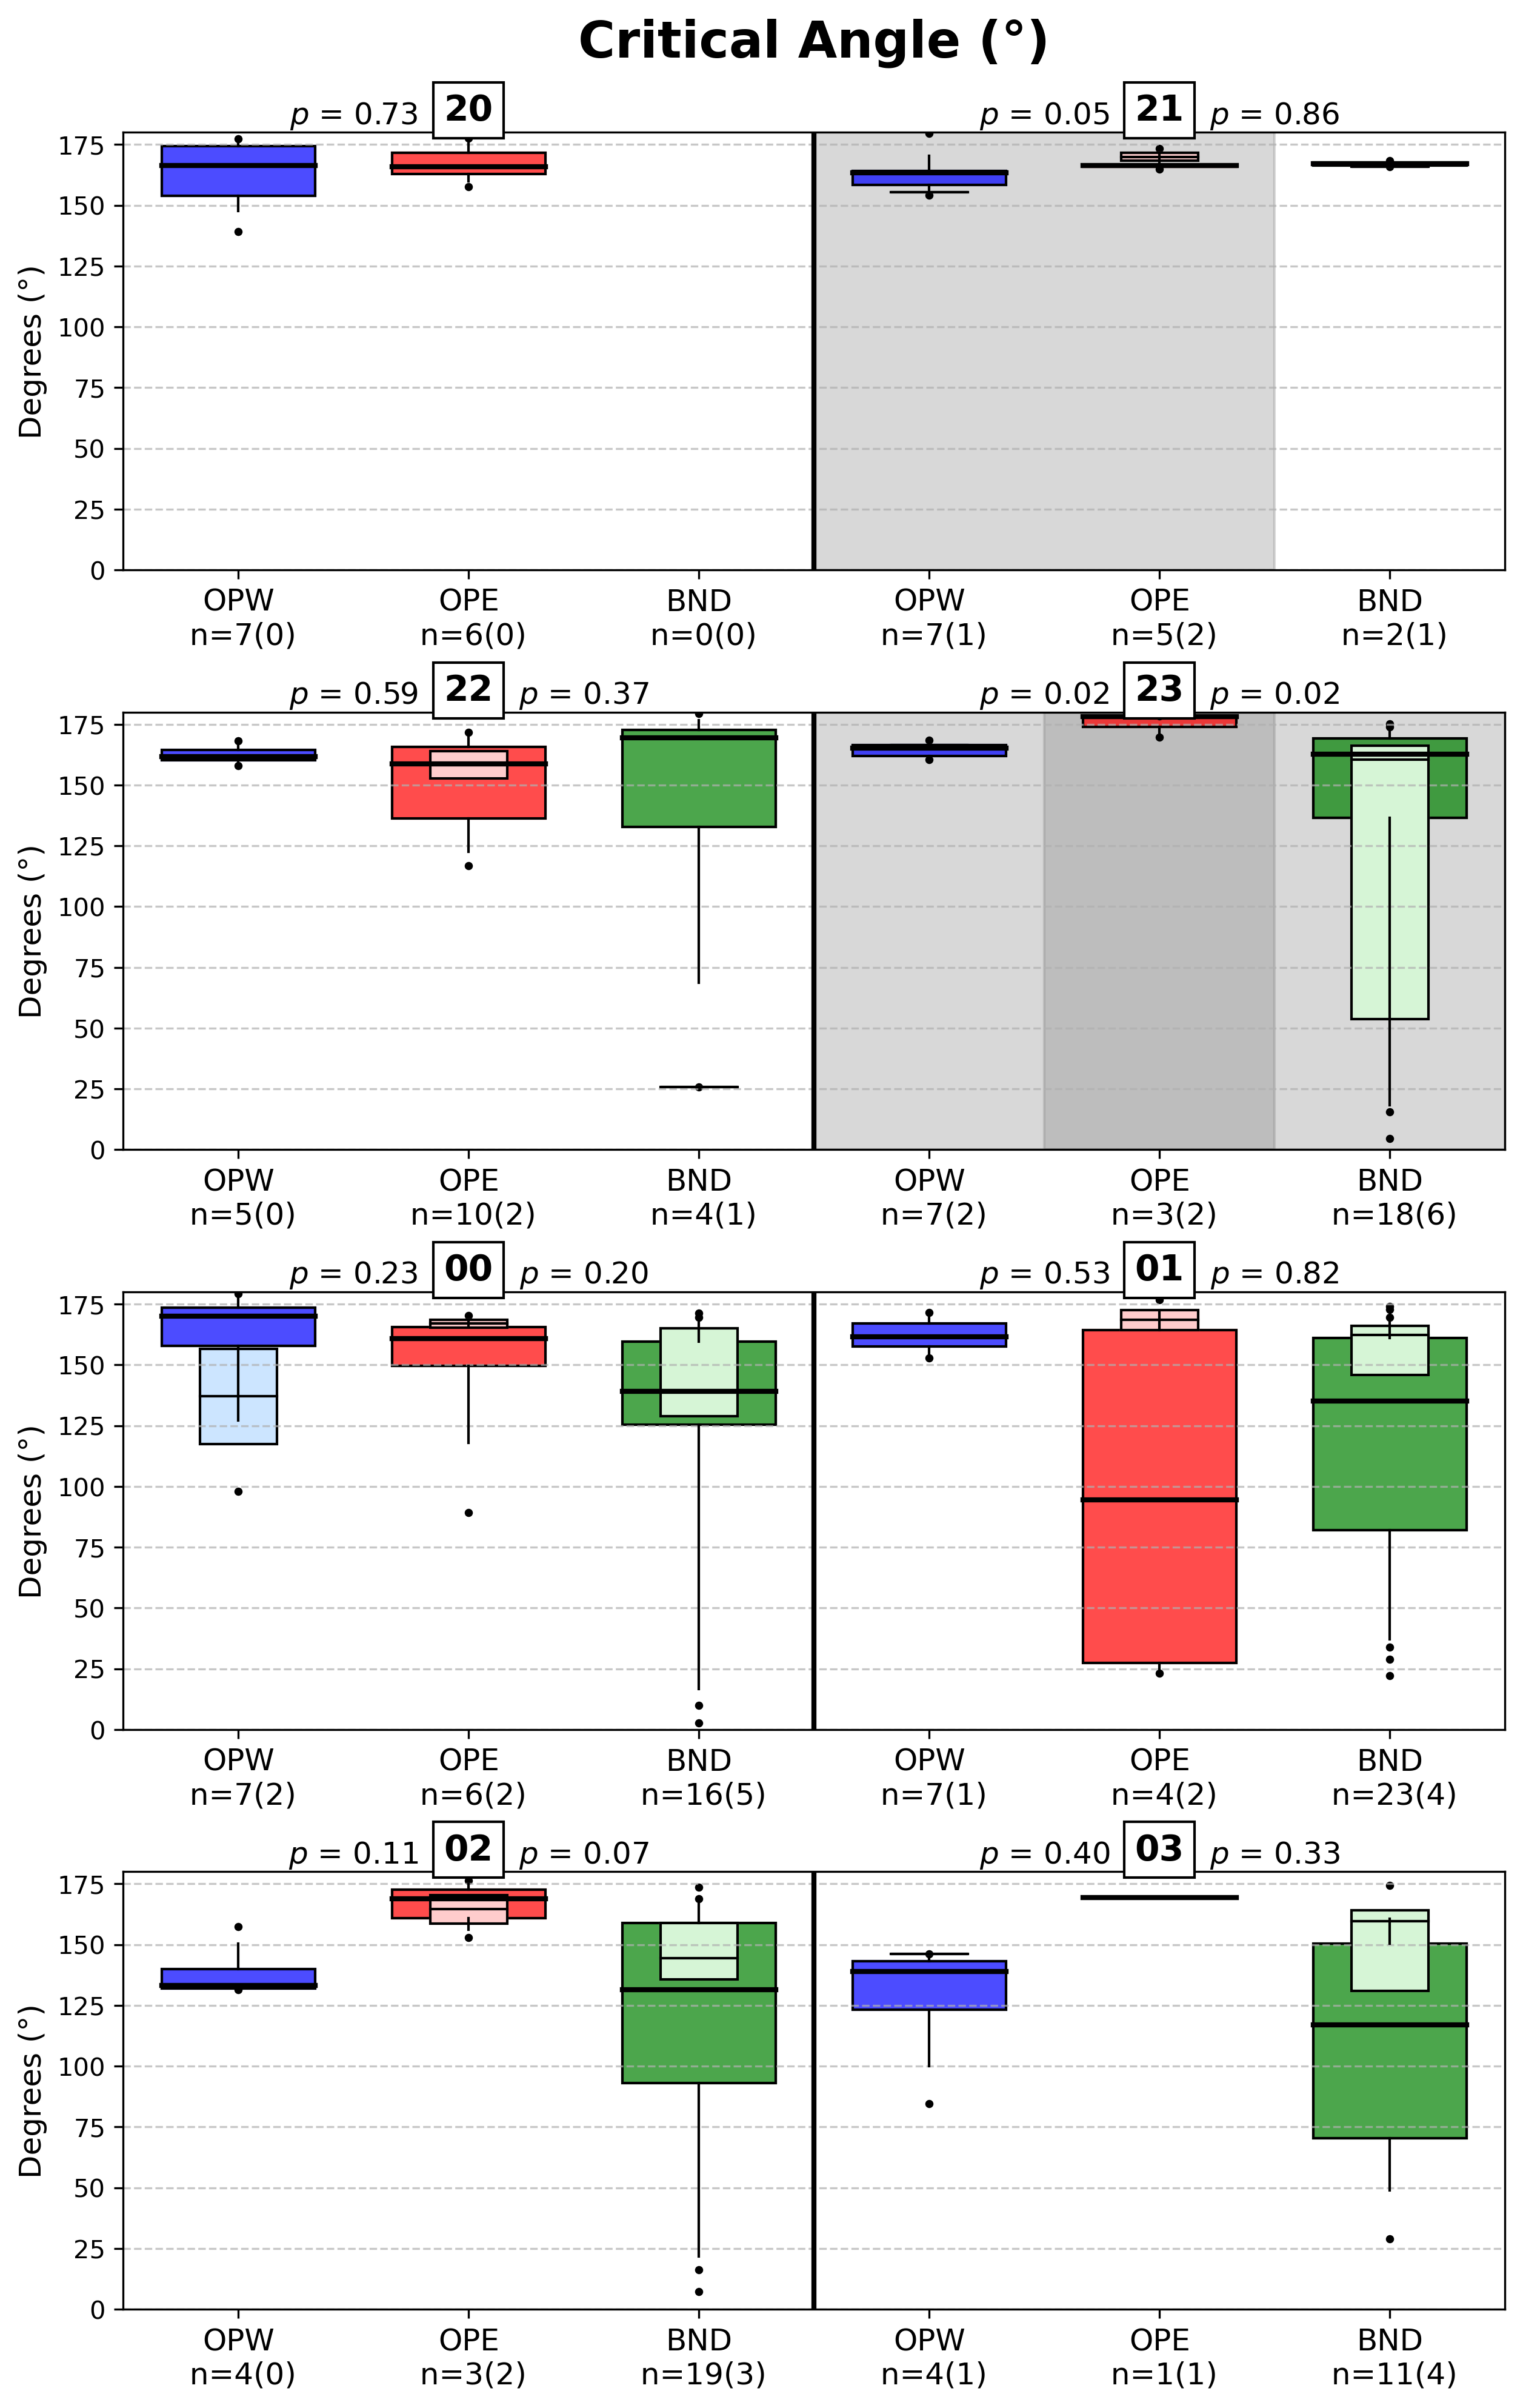 Critical Angle (°)
p = 0.73 20
p = 0.05 21 p = 0.86
Degrees (°)
175
150
125
100
75
50
25
0
OPW OPE BND OPW OPE BND
n=7(0) n=6(0) n=0(0) n=7(1) n=5(2) n=2(1)
p = 0.59 22 p = 0.37
p = 0.02 23 p = 0.02
Degrees (°)
175
150
125
100
75
50
25
0
OPW OPE BND OPW OPE BND
n=5(0) n=10(2) n=4(1) n=7(2) n=3(2) n=18(6)
p = 0.23 00 p = 0.20
p = 0.53 01 p = 0.82
Degrees (°)
175
150
125
100
75
50
25
0
OPW OPE BND OPW OPE BND
n=7(2) n=6(2) n=16(5) n=7(1) n=4(2) n=23(4)
p = 0.11 02 p = 0.07
p = 0.40 03 p = 0.33
Degrees (°)
175
150
125
100
75
50
25
0
OPW OPE BND OPW OPE BND
n=4(0) n=3(2) n=19(3) n=4(1) n=1(1) n=11(4)